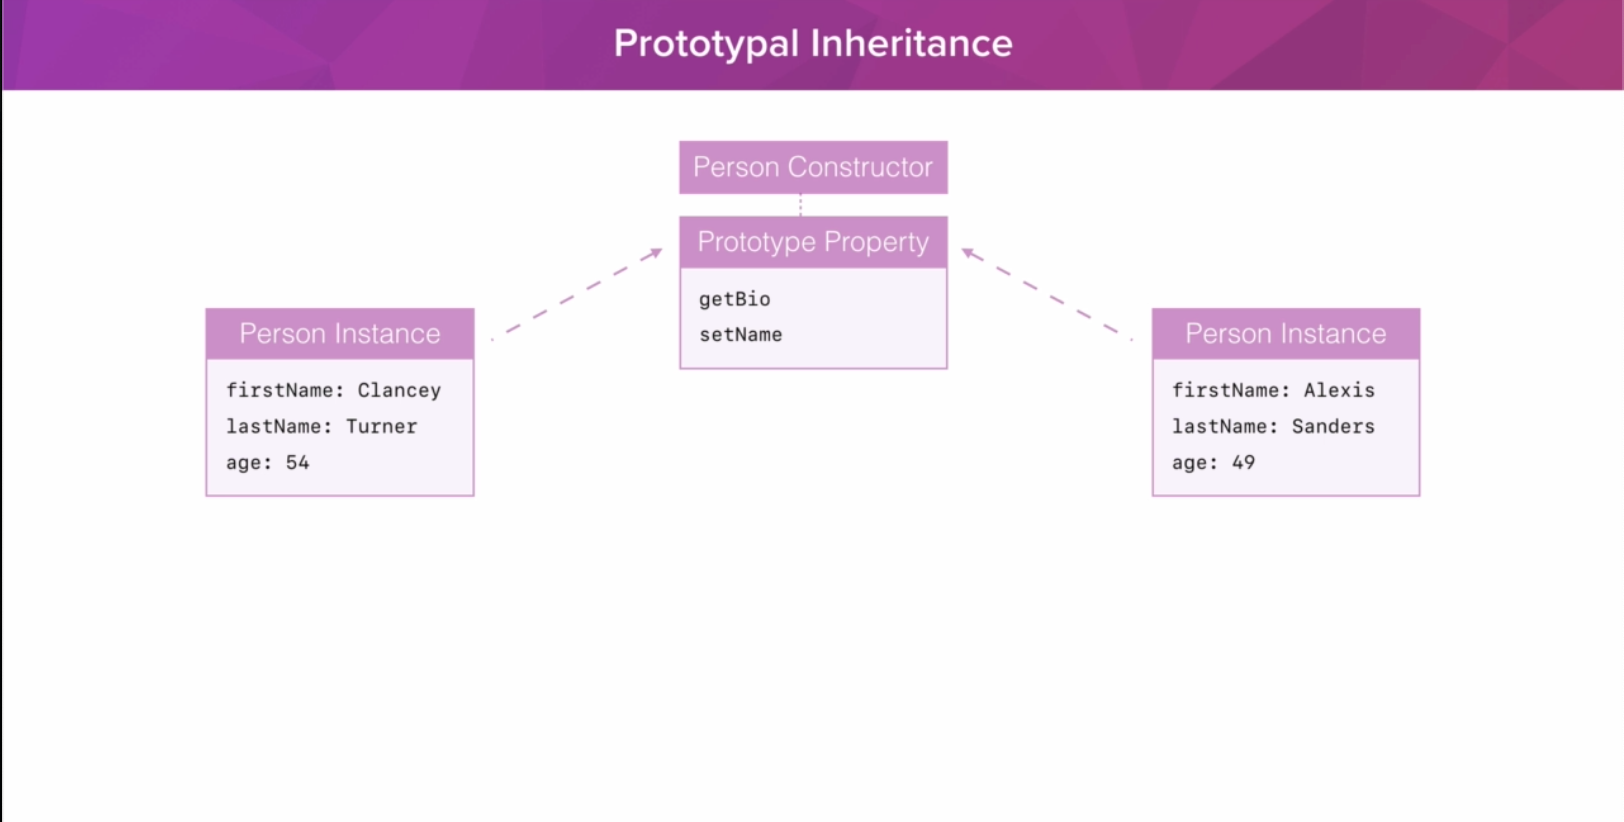 Prototypal Inheritance
Person Constructor
Prototype Property
getBio
setName
Person Instance
firstName: Clancey
lastName: Turner
age: 54
Person Instance
firstName: Alexis
lastName: Sanders
age: 49